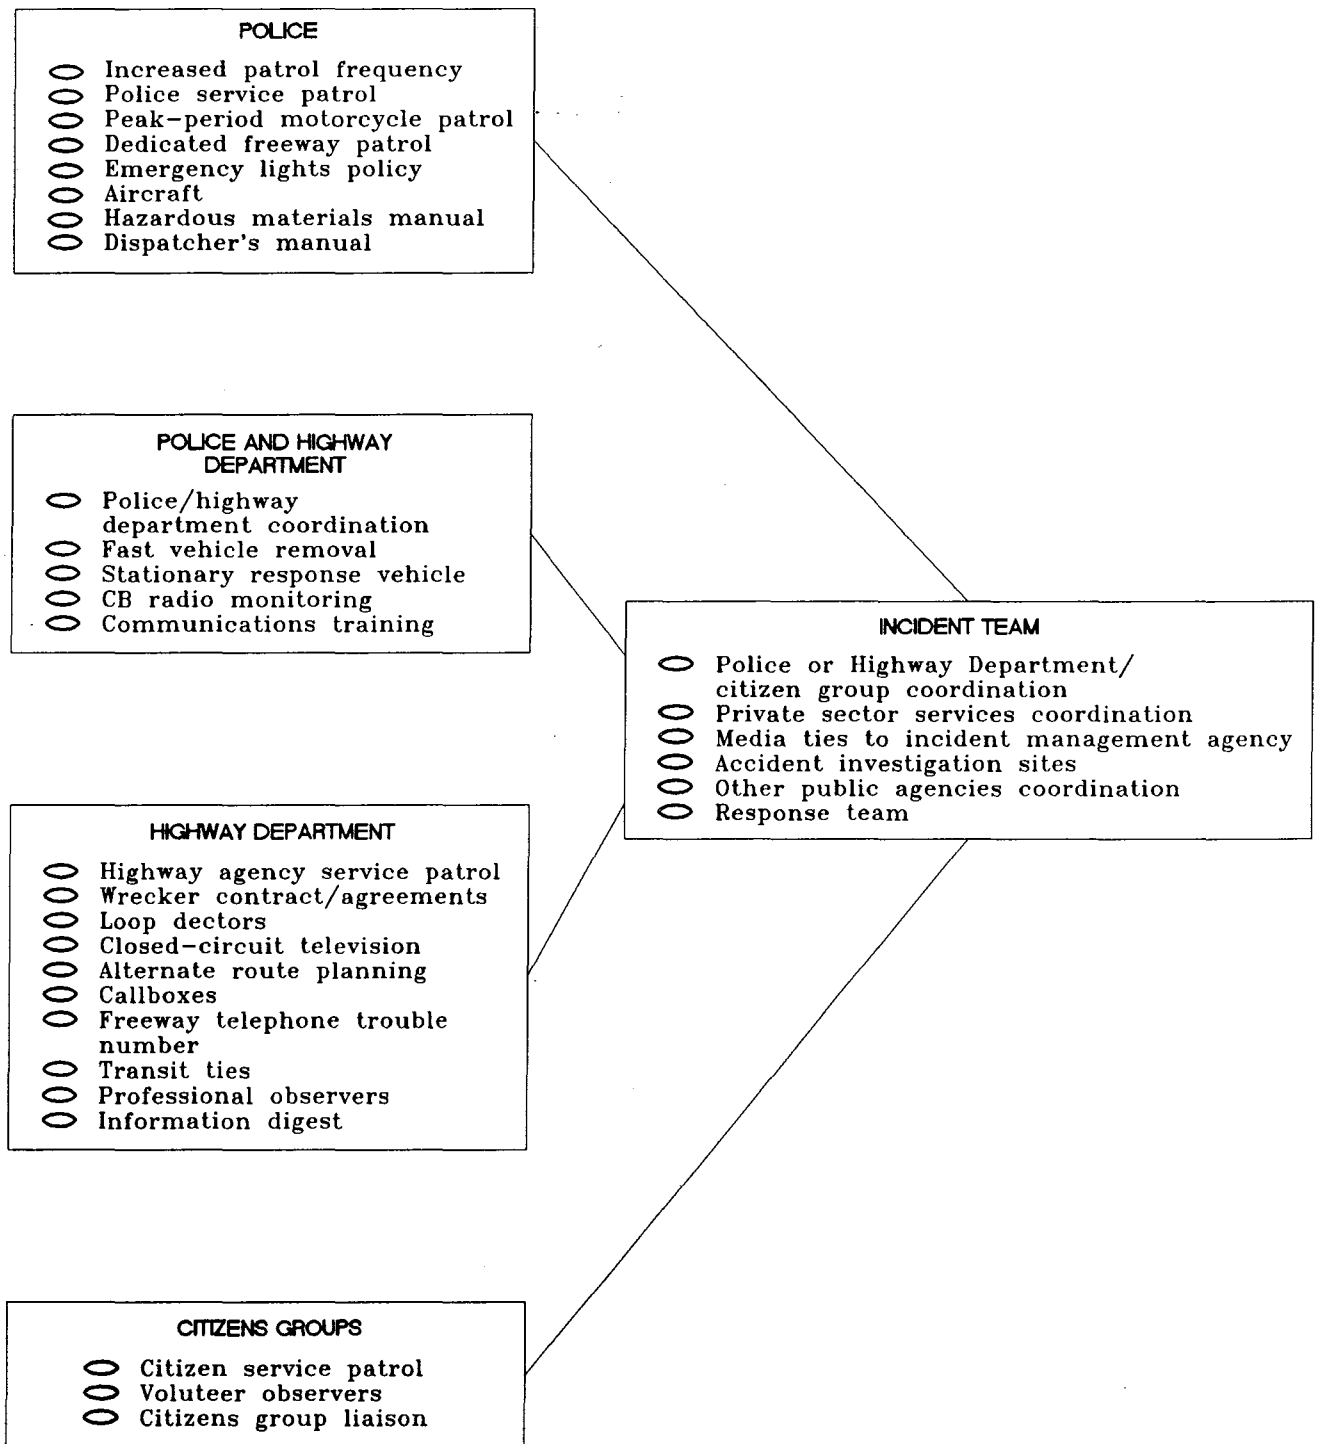 POLICE
Increased patrol frequency
Police service patrol
Peak-period motorcycle patrol
Dedicated freeway patrol
Emergency lights policy
Aircraft
Hazardous materials manual
Dispatcher's manual
POLICE AND HIGHWAY
DEPARTMENT
Police/highway
department coordination
Fast vehicle removal
Stationary response vehicle
CB radio monitoring
Communications training
INCIDENT TEAM
Police or Highway Department/
citizen group coordination
Private sector services coordination
Media ties to incident management agency
Accident investigation sites
Other public agencies coordination
Response team
HIGHWAY DEPARTMENT
Highway agency service patrol
Wrecker contract/agreements
Loop dectors
Closed-circuit television
Alternate route planning
Callboxes
Freeway telephone trouble
number
Transit ties
Professional observers
Information digest
CITIZENS GROUPS
Citizen service patrol
Voluteer observers
Citizens group liaison